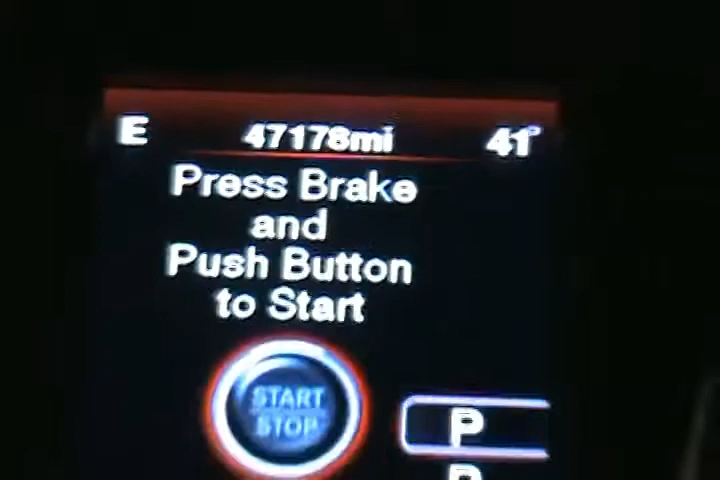 E 47178mi 41°
Press Brake
and
Push Button
to Start
START
STOP
P